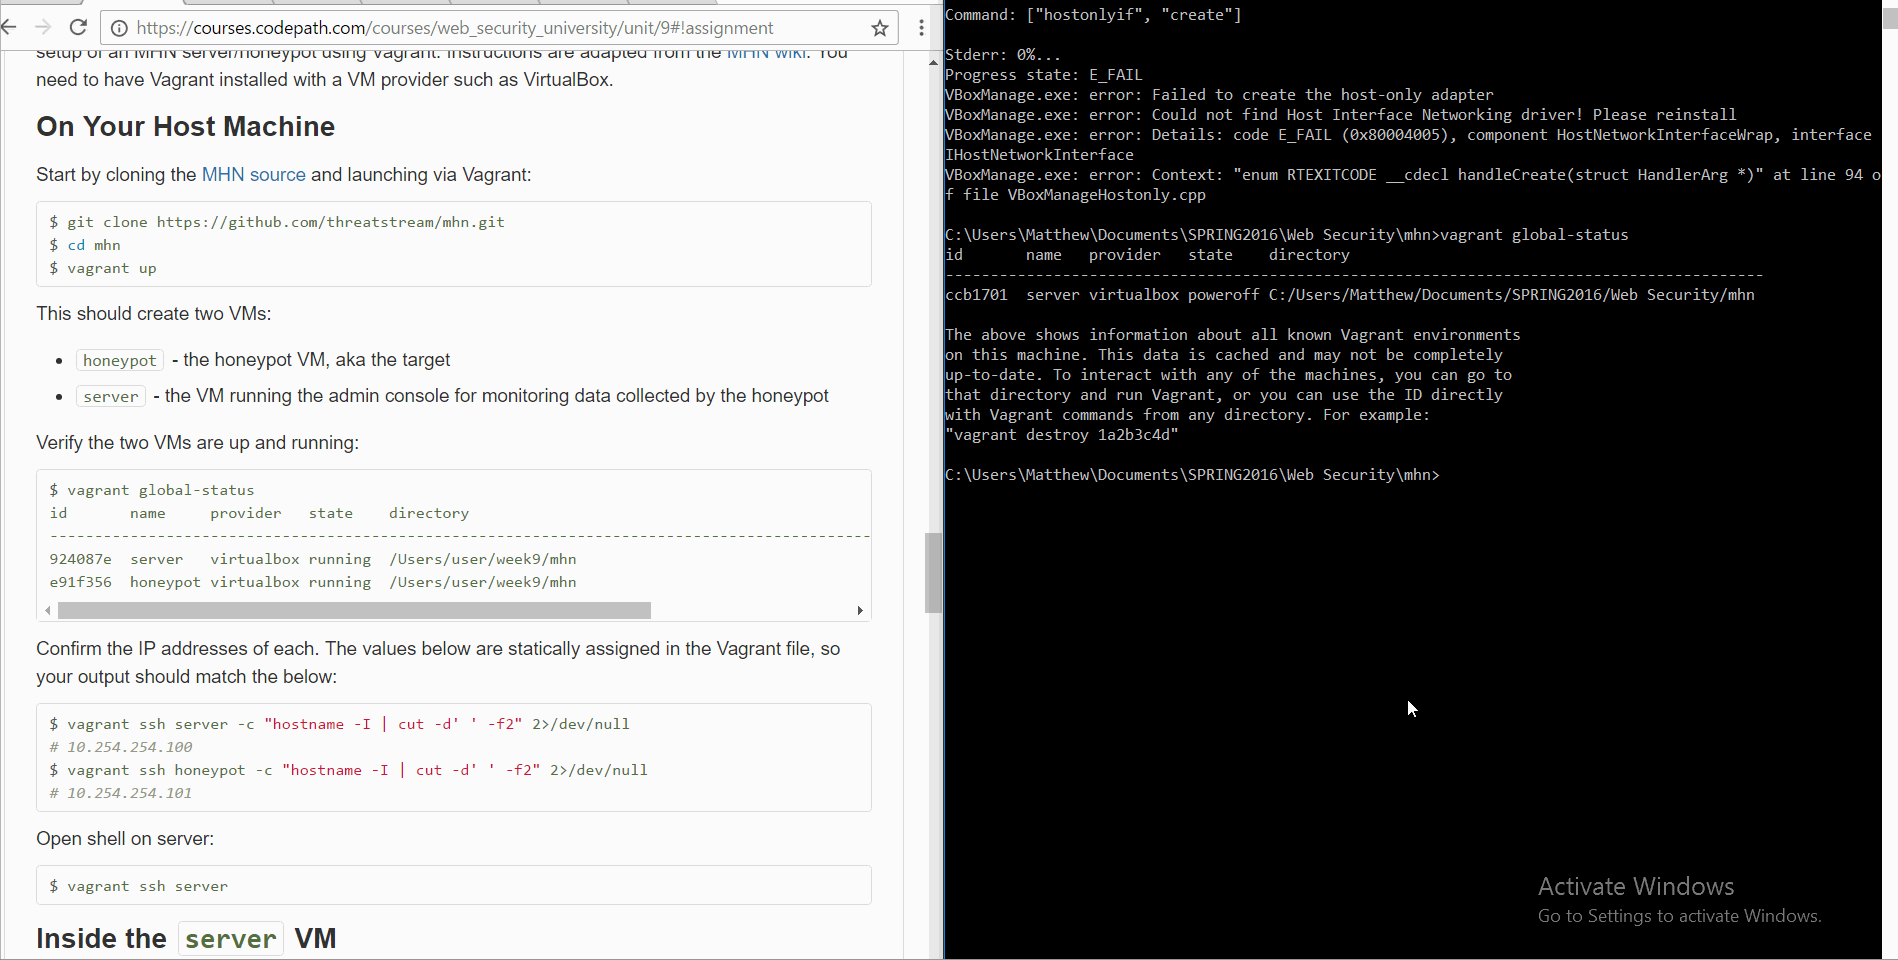 https://courses.codepath.com/courses/web_security_university/unit/9#!assignment
setup of an MHN server/honeypot using Vagrant. Instructions are adapted from the MHN wiki. You
need to have Vagrant installed with a VM provider such as VirtualBox.
On Your Host Machine
Start by cloning the MHN source and launching via Vagrant:
$ git clone https://github.com/threatstream/mhn.git
$ cd mhn
$ vagrant up
This should create two VMs:
• honeypot - the honeypot VM, aka the target
• server - the VM running the admin console for monitoring data collected by the honeypot
Verify the two VMs are up and running:
$ vagrant global-status
id name provider state directory
--------------------------------------------------------------------------------------------
924087e server virtualbox running /Users/user/week9/mhn
e91f356 honeypot virtualbox running /Users/user/week9/mhn
Confirm the IP addresses of each. The values below are statically assigned in the Vagrant file, so
your output should match the below:
$ vagrant ssh server -c "hostname -I | cut -d' ' -f2" 2>/dev/null
# 10.254.254.100
$ vagrant ssh honeypot -c "hostname -I | cut -d' ' -f2" 2>/dev/null
# 10.254.254.101
Open shell on server:
$ vagrant ssh server
Inside the server VM
Command: ["hostonlyif", "create"]
Stderr: 0%...
Progress state: E_FAIL
VBoxManage.exe: error: Failed to create the host-only adapter
VBoxManage.exe: error: Could not find Host Interface Networking driver! Please reinstall
VBoxManage.exe: error: Details: code E_FAIL (0x80004005), component HostNetworkInterfaceWrap, interface
IHostNetworkInterface
VBoxManage.exe: error: Context: "enum RTEXITCODE __cdecl handleCreate(struct HandlerArg *)" at line 94 o
f file VBoxManageHostonly.cpp
C:\Users\Matthew\Documents\SPRING2016\Web Security\mhn>vagrant global-status
id name provider state directory
-------------------------------------------------------------------------------------------
ccb1701 server virtualbox poweroff C:/Users/Matthew/Documents/SPRING2016/Web Security/mhn
The above shows information about all known Vagrant environments
on this machine. This data is cached and may not be completely
up-to-date. To interact with any of the machines, you can go to
that directory and run Vagrant, or you can use the ID directly
with Vagrant commands from any directory. For example:
"vagrant destroy 1a2b3c4d"
C:\Users\Matthew\Documents\SPRING2016\Web Security\mhn>
Activate Windows
Go to Settings to activate Windows.